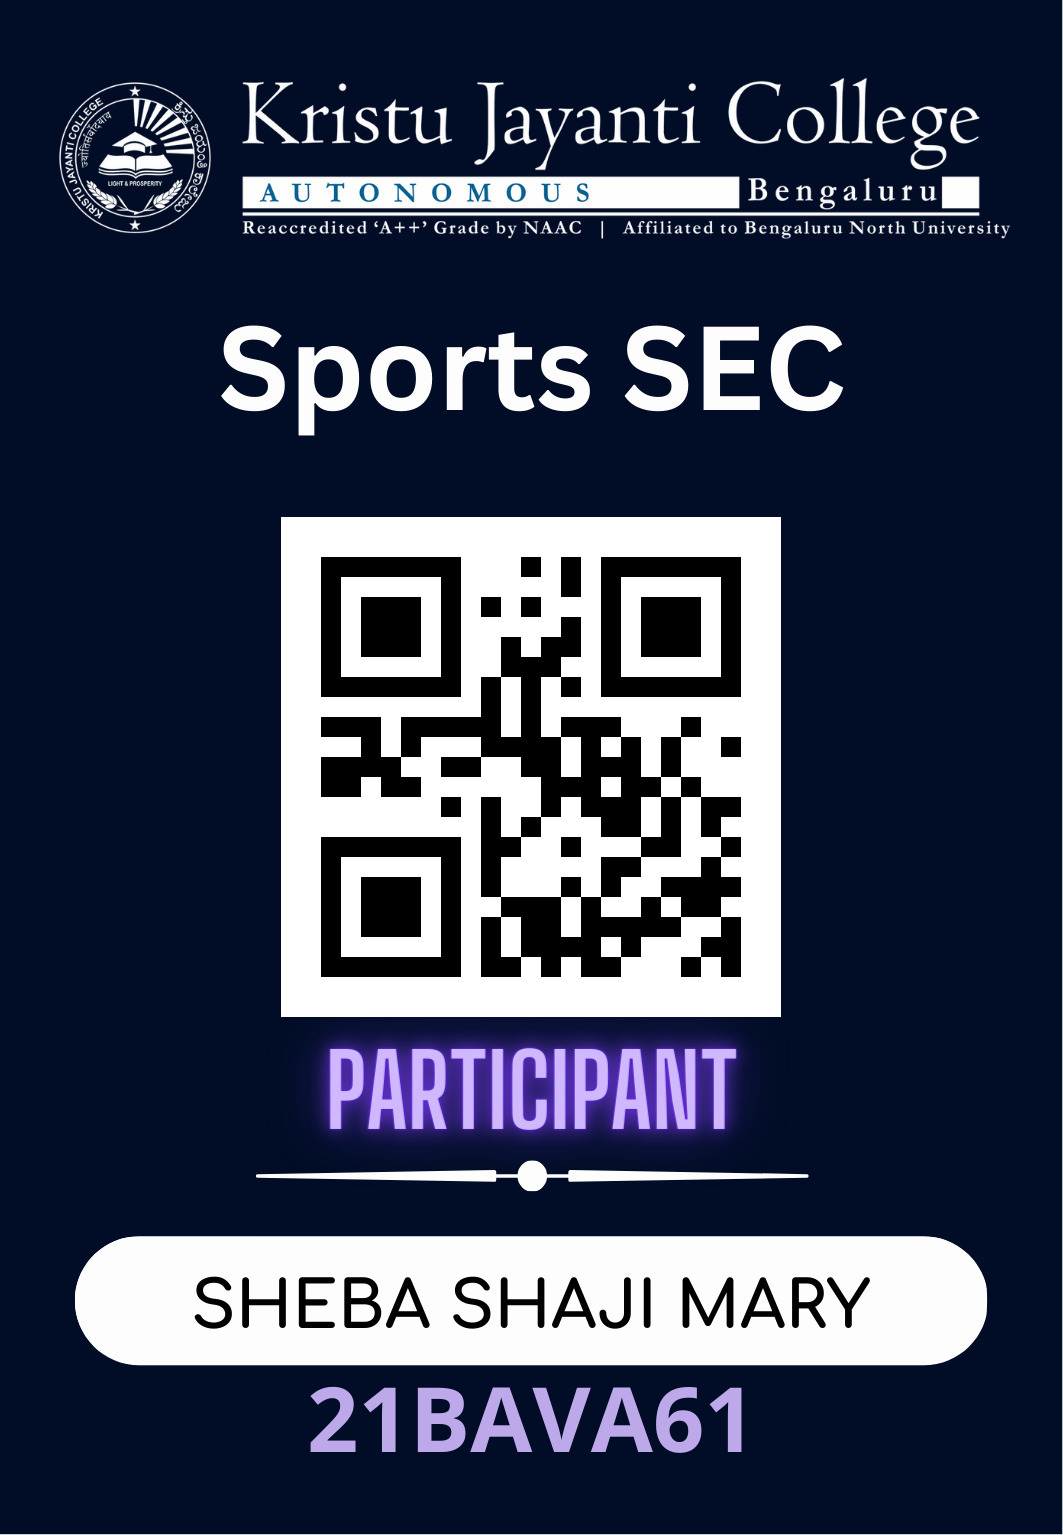 KRISTU JAYANTI COLLEGE
LIGHT & PROSPERITY
Kristu Jayanti College
AUTONOMOUS Bengaluru
Reaccredited ‘A++’ Grade by NAAC | Affiliated to Bengaluru North University
Sports SEC
PARTICIPANT
SHEBA SHAJI MARY
21BAVA61